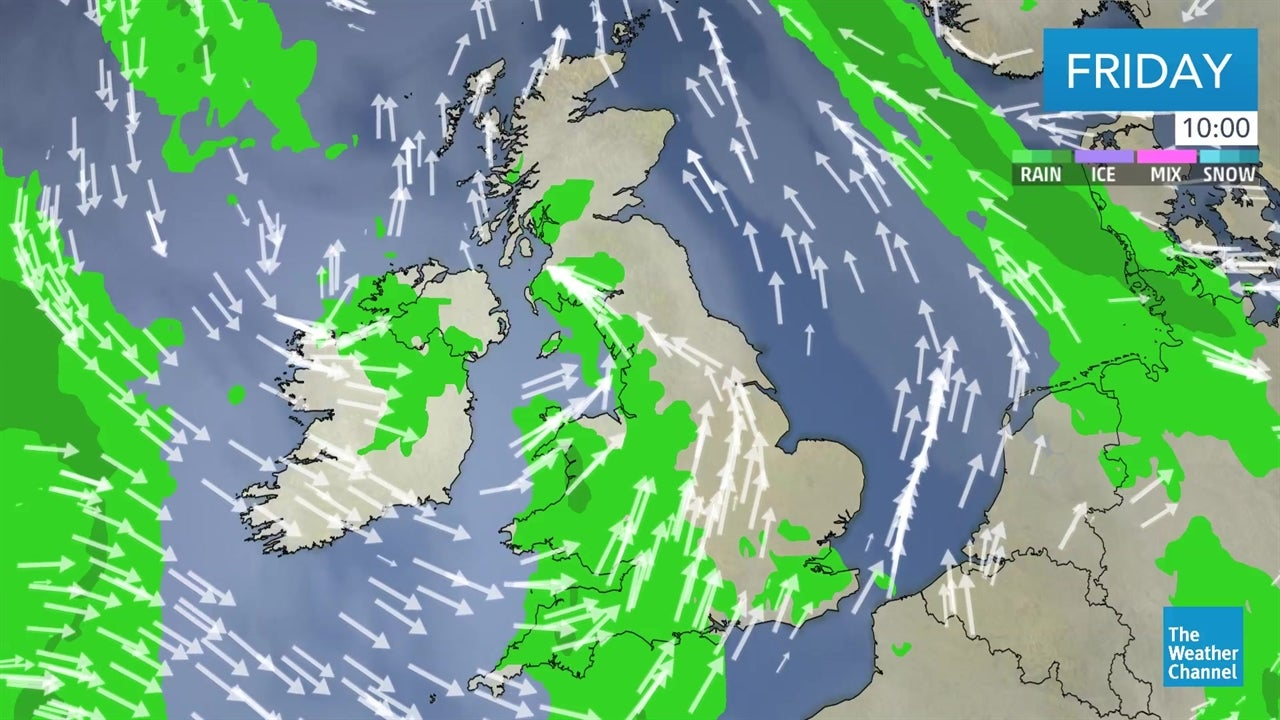 FRIDAY
10:00
RAIN ICE MIX SNOW
The
Weather
Channel